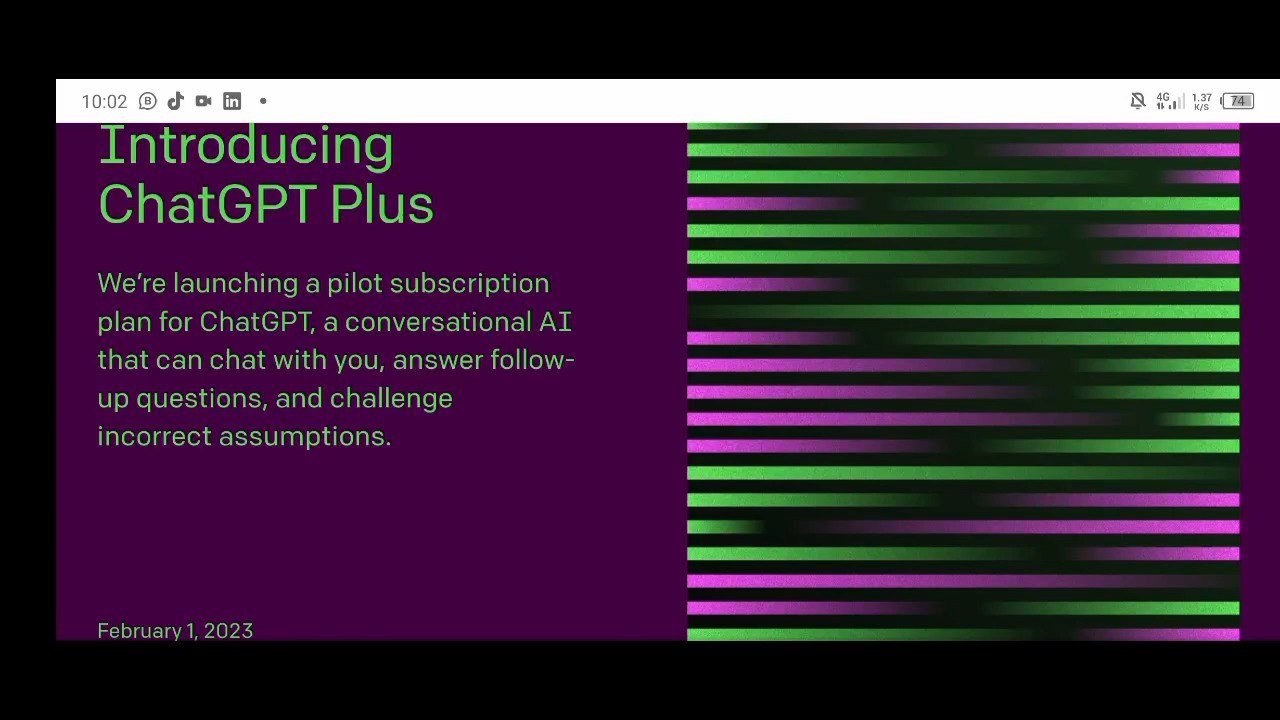 10:02
4G
1.37
K/S
74
Introducing
ChatGPT Plus
We're launching a pilot subscription
plan for ChatGPT, a conversational AI
that can chat with you, answer follow-
up questions, and challenge
incorrect assumptions.
February 1, 2023